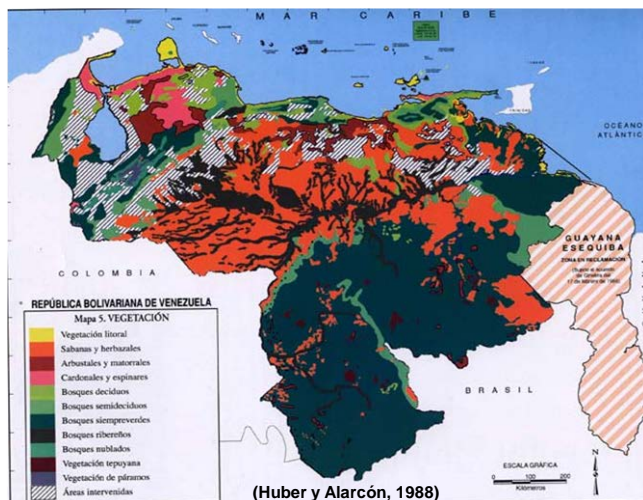 MAR CARIBE
OCÉANO
ATLÁNTICO
GUAYANA
ESEQUIBA
ZONA EN RECLAMACION
COLOMBIA
REPÚBLICA BOLIVARIANA DE VENEZUELA
Mapa 5. VEGETACIÓN
Vegetación litoral
Sabanas y herbazales
Arbustales y matorrales
Cardonales y espinares
Bosques deciduos
Bosques semideciduos
Bosques siempreverdes
Bosques ribereños
Bosques nublados
Vegetación tepuyana
Vegetación de páramos
Áreas intervenidas
BRASIL
ESCALA GRÁFICA
0 100 200
Kilómetros
(Huber y Alarcón, 1988)